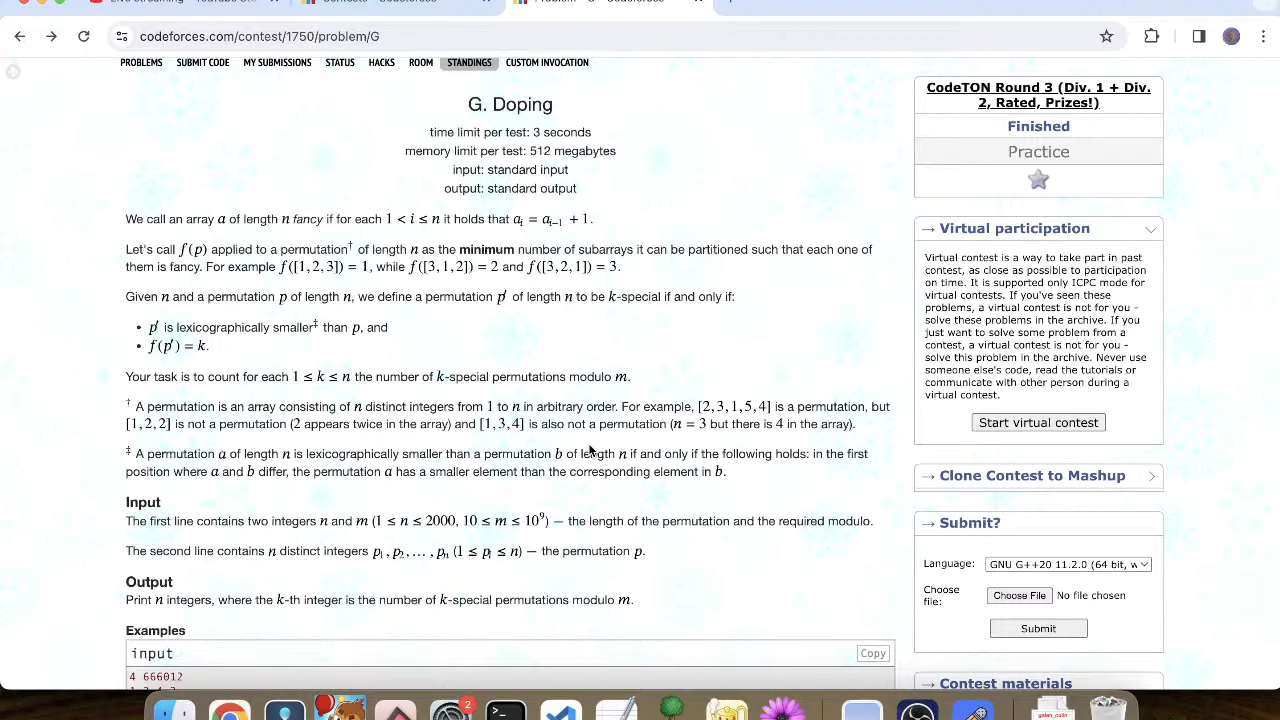 codeforces.com/contest/1750/problem/G
PROBLEMS SUBMIT CODE MY SUBMISSIONS STATUS HACKS ROOM STANDINGS CUSTOM INVOCATION
G. Doping
time limit per test: 3 seconds
memory limit per test: 512 megabytes
input: standard input
output: standard output
We call an array a of length n fancy if for each 1 < i ≤ n it holds that a_i = a_{i−1} + 1.
Let's call f(p) applied to a permutation† of length n as the minimum number of subarrays it can be partitioned such that each one of
them is fancy. For example f([1, 2, 3]) = 1, while f([3, 1, 2]) = 2 and f([3, 2, 1]) = 3.
Given n and a permutation p of length n, we define a permutation p′ of length n to be k-special if and only if:
• p′ is lexicographically smaller‡ than p, and
• f(p′) = k.
Your task is to count for each 1 ≤ k ≤ n the number of k-special permutations modulo m.
† A permutation is an array consisting of n distinct integers from 1 to n in arbitrary order. For example, [2, 3, 1, 5, 4] is a permutation, but
[1, 2, 2] is not a permutation (2 appears twice in the array) and [1, 3, 4] is also not a permutation (n = 3 but there is 4 in the array).
‡ A permutation a of length n is lexicographically smaller than a permutation b of length n if and only if the following holds: in the first
position where a and b differ, the permutation a has a smaller element than the corresponding element in b.
Input
The first line contains two integers n and m (1 ≤ n ≤ 2000, 10 ≤ m ≤ 10^9) — the length of the permutation and the required modulo.
The second line contains n distinct integers p_1, p_2, … , p_n (1 ≤ p_i ≤ n) — the permutation p.
Output
Print n integers, where the k-th integer is the number of k-special permutations modulo m.
Examples
input
Copy
4 666012
CodeTON Round 3 (Div. 1 + Div.
2, Rated, Prizes!)
Finished
Practice
→ Virtual participation
Virtual contest is a way to take part in past
contest, as close as possible to participation
on time. It is supported only ICPC mode for
virtual contests. If you've seen these
problems, a virtual contest is not for you -
solve these problems in the archive. If you
just want to solve some problem from a
contest, a virtual contest is not for you -
solve this problem in the archive. Never use
someone else's code, read the tutorials or
communicate with other person during a
virtual contest.
Start virtual contest
→ Clone Contest to Mashup
→ Submit?
Language:
GNU G++20 11.2.0 (64 bit, w
Choose
file:
Choose File No file chosen
Submit
→ Contest materials
2